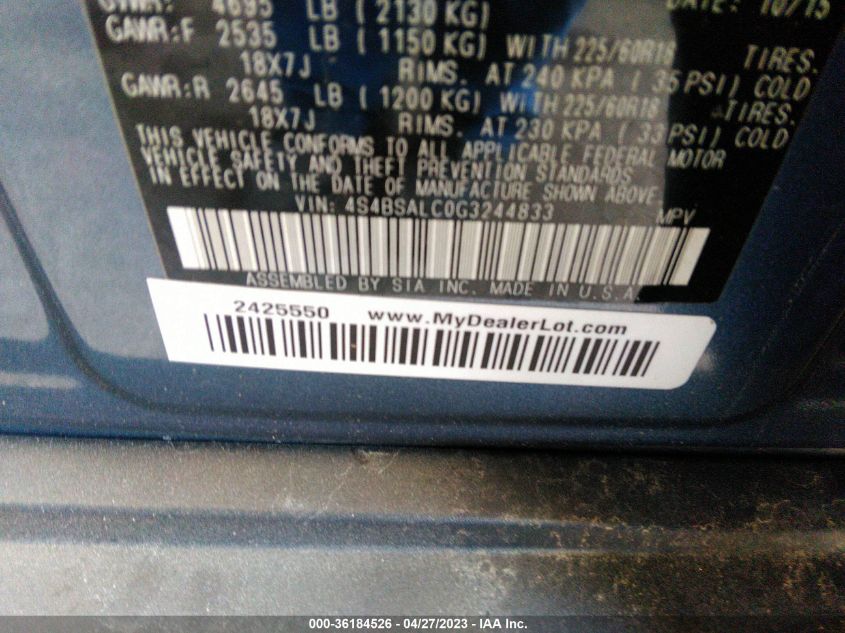 GVWR: 4695 LB ( 2130 KG) DATE: 10/15
GAWR:F 2535 LB ( 1150 KG) WITH 225/60R18 TIRES.
18X7J RIMS. AT 240 KPA ( 35 PSI) COLD
GAWR:R 2645 LB ( 1200 KG) WITH 225/60R18 TIRES.
18X7J RIMS. AT 230 KPA ( 33 PSI) COLD
THIS VEHICLE CONFORMS TO ALL APPLICABLE FEDERAL MOTOR
VEHICLE SAFETY AND THEFT PREVENTION STANDARDS
IN EFFECT ON THE DATE OF MANUFACTURE SHOWN ABOVE.
VIN: 4S4BSALC0G3244833 MPV
ASSEMBLED BY SIA INC. MADE IN U.S.A.
2425550 www.MyDealerLot.com
000-36184526 - 04/27/2023 - IAA Inc.